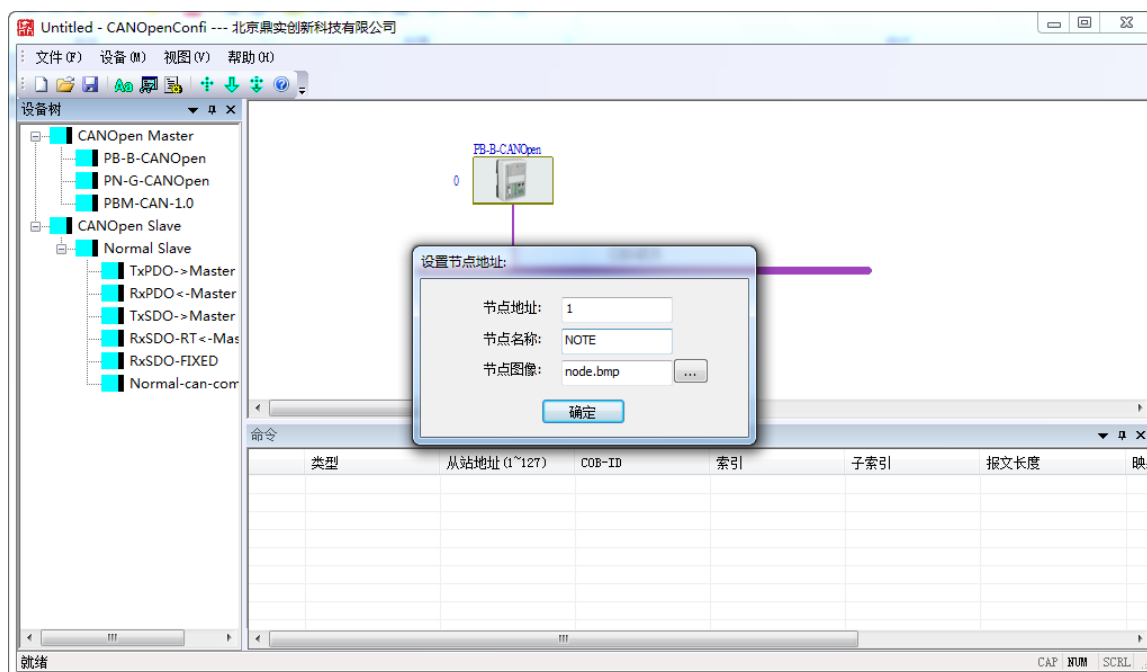 Untitled - CANOpenConfi --- 北京鼎实创新科技有限公司
文件(F) 设备(M) 视图(V) 帮助(H)
设备树
CANOpen Master
PB-B-CANOpen
PN-G-CANOpen
PBM-CAN-1.0
CANOpen Slave
Normal Slave
TxPDO->Master
RxPDO<-Master
TxSDO->Master
RxSDO-RT<-Mas
RxSDO-FIXED
Normal-can-com
PB-B-CANOpen
0
设置节点地址:
节点地址: 1
节点名称: NOTE
节点图像: node.bmp ...
确定
命令
类型 从站地址(1~127) COB-ID 索引 子索引 报文长度 映
就绪
CAP NUM SCRL